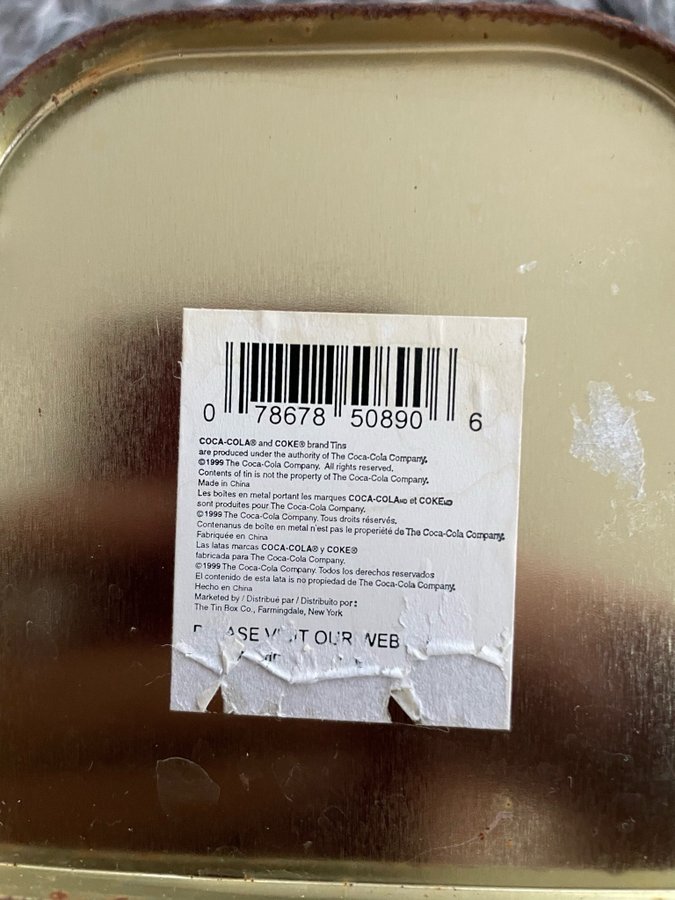 0 78678 50890 6
COCA-COLA® and COKE® brand Tins
are produced under the authority of The Coca-Cola Company.
©1999 The Coca-Cola Company. All rights reserved.
Contents of tin is not the property of The Coca-Cola Company.
Made in China
Les boîtes en metal portant les marques COCA-COLAMD et COKEMD
sont produites pour The Coca-Cola Company.
©1999 The Coca-Cola Company. Tous droits réservés.
Contenanus de boîte en metal n'est pas le properiété de The Coca-Cola Company.
Fabriquée en China
Las latas marcas COCA-COLA® y COKE®
fabricada para The Coca-Cola Company.
©1999 The Coca-Cola Company. Todos los derechos reservados
El contenido de esta lata is no propiedad de The Coca-Cola Company.
Hecho en China
Marketed by / Distribué par / Distribuito por:
The Tin Box Co., Farmingdale, New York
OUR WEB